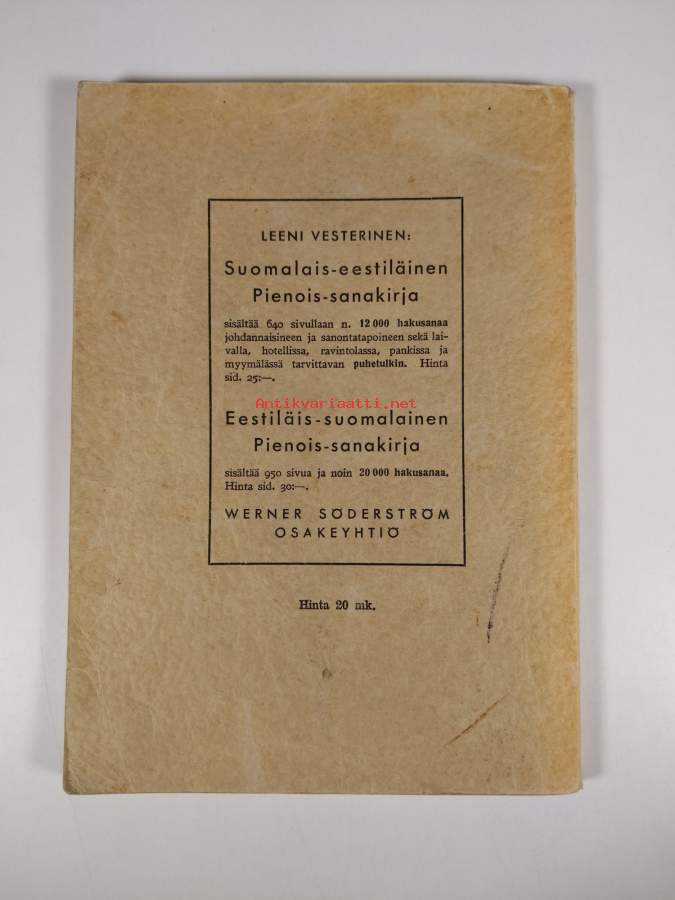 LEENI VESTERINEN:
Suomalais-eestiläinen
Pienois-sanakirja
sisältää 640 sivullaan n. 12 000 hakusanaa
johdannaisineen ja sanontatapoineen sekä lai-
valla, hotellissa, ravintolassa, pankissa ja
myymälässä tarvittavan puhetulkin. Hinta
sid. 25:—.
Antikvariaatti.net
Eestiläis-suomalainen
Pienois-sanakirja
sisältää 950 sivua ja noin 20 000 hakusanaa.
Hinta sid. 30:—.
WERNER SÖDERSTRÖM
OSAKEYHTIÖ
Hinta 20 mk.